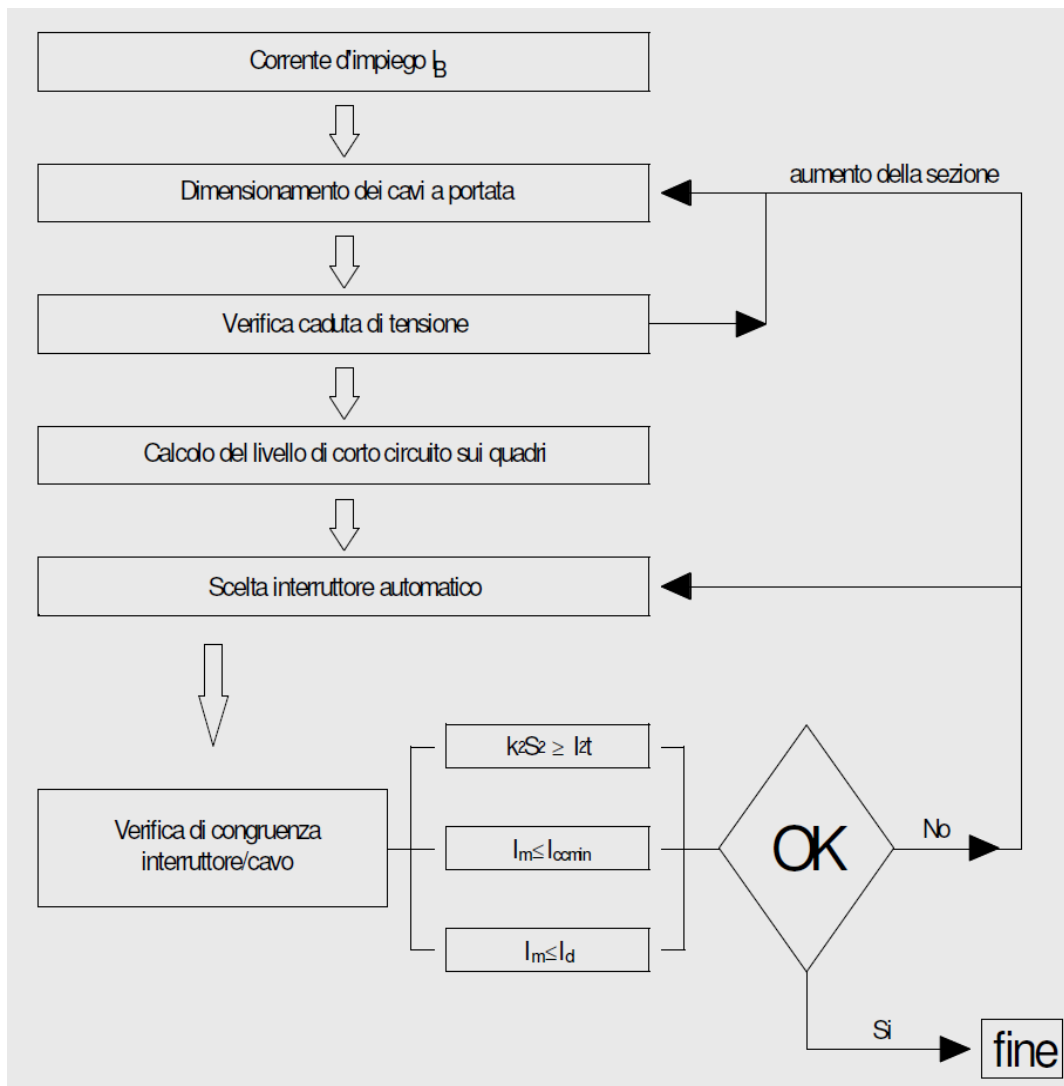 Corrente d'impiego IB
Dimensionamento dei cavi a portata
aumento della sezione
Verifica caduta di tensione
Calcolo del livello di corto circuito sui quadri
Scelta interruttore automatico
k2S2 ≥ I2t
Verifica di congruenza
interruttore/cavo
Im≤Iccmin
OK
No
Im≤Id
Si
fine